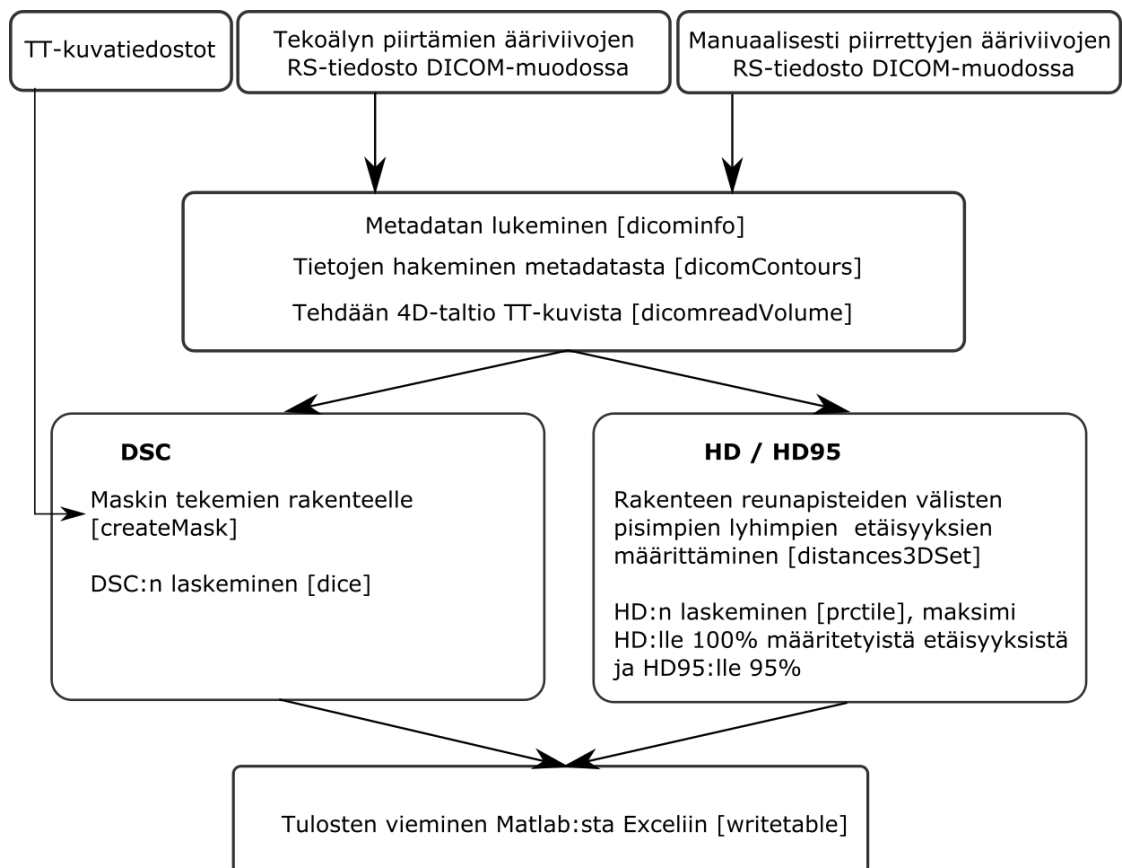 TT-kuvatiedostot
Tekoälyn piirtämien ääriviivojen
RS-tiedosto DICOM-muodossa
Manuaalisesti piirrettyjen ääriviivojen
RS-tiedosto DICOM-muodossa
Metadatan lukeminen [dicominfo]
Tietojen hakeminen metadatasta [dicomContours]
Tehdään 4D-taltio TT-kuvista [dicomreadVolume]
DSC
Maskin tekemien rakenteelle
[createMask]
DSC:n laskeminen [dice]
HD / HD95
Rakenteen reunapisteiden välisten
pisimpien lyhimpien etäisyyksien
määrittäminen [distances3DSet]
HD:n laskeminen [prctile], maksimi
HD:lle 100% määritetyistä etäisyyksistä
ja HD95:lle 95%
Tulosten vieminen Matlab:sta Exceliin [writetable]